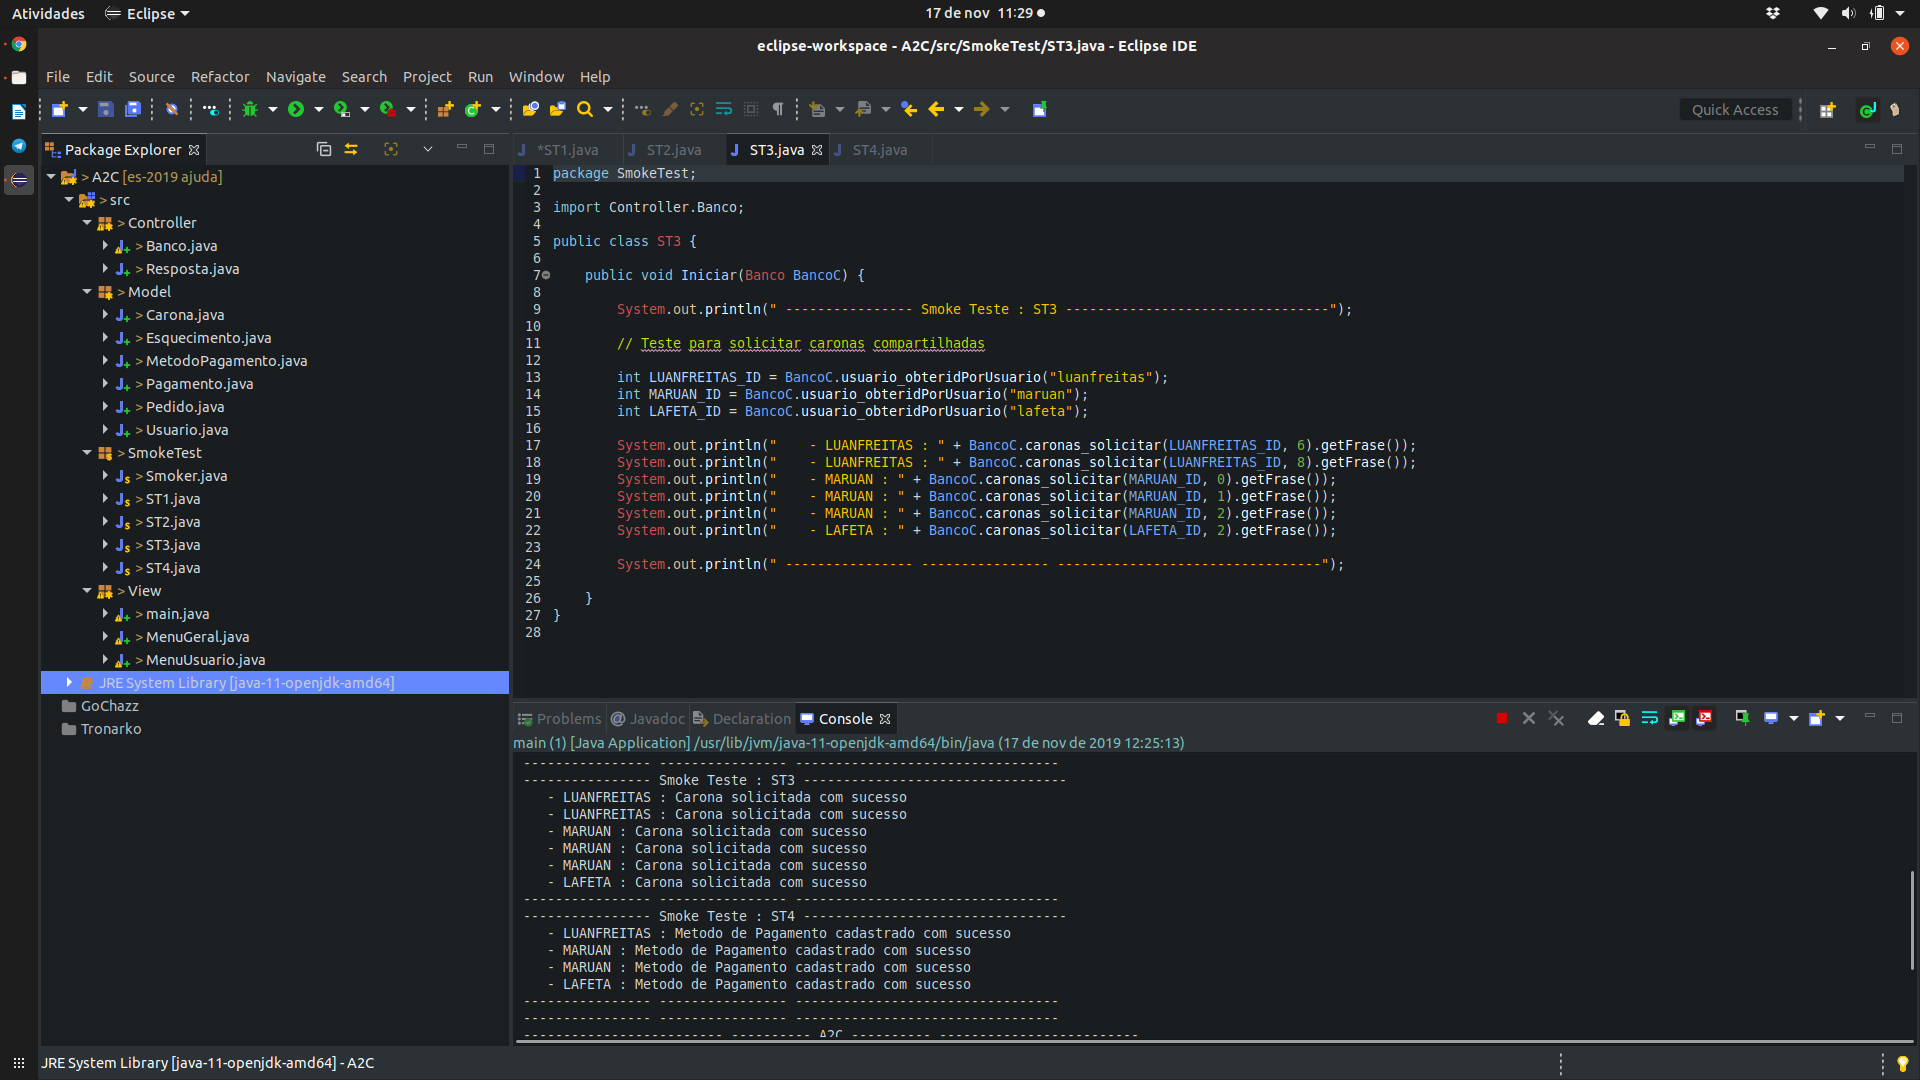 Atividades
Eclipse
17 de nov 11:29
eclipse-workspace - A2C/src/SmokeTest/ST3.java - Eclipse IDE
File Edit Source Refactor Navigate Search Project Run Window Help
Quick Access
Package Explorer
> A2C [es-2019 ajuda]
> src
> Controller
> Banco.java
> Resposta.java
> Model
> Carona.java
> Esquecimento.java
> MetodoPagamento.java
> Pagamento.java
> Pedido.java
> Usuario.java
> SmokeTest
> Smoker.java
> ST1.java
> ST2.java
> ST3.java
> ST4.java
> View
> main.java
> MenuGeral.java
> MenuUsuario.java
JRE System Library [java-11-openjdk-amd64]
GoChazz
Tronarko
*ST1.java ST2.java ST3.java ST4.java
1 package SmokeTest;
2
3 import Controller.Banco;
4
5 public class ST3 {
6
7 public void Iniciar(Banco BancoC) {
8
9 System.out.println(" ---------------- Smoke Teste : ST3 ---------------------------------");
10
11 // Teste para solicitar caronas compartilhadas
12
13 int LUANFREITAS_ID = BancoC.usuario_obteridPorUsuario("luanfreitas");
14 int MARUAN_ID = BancoC.usuario_obteridPorUsuario("maruan");
15 int LAFETA_ID = BancoC.usuario_obteridPorUsuario("lafeta");
16
17 System.out.println("    - LUANFREITAS : " + BancoC.caronas_solicitar(LUANFREITAS_ID, 6).getFrase());
18 System.out.println("    - LUANFREITAS : " + BancoC.caronas_solicitar(LUANFREITAS_ID, 8).getFrase());
19 System.out.println("    - MARUAN : " + BancoC.caronas_solicitar(MARUAN_ID, 0).getFrase());
20 System.out.println("    - MARUAN : " + BancoC.caronas_solicitar(MARUAN_ID, 1).getFrase());
21 System.out.println("    - MARUAN : " + BancoC.caronas_solicitar(MARUAN_ID, 2).getFrase());
22 System.out.println("    - LAFETA : " + BancoC.caronas_solicitar(LAFETA_ID, 2).getFrase());
23
24 System.out.println(" ---------------- ---------------- ---------------------------------");
25
26 }
27 }
28
Problems Javadoc Declaration Console
main (1) [Java Application] /usr/lib/jvm/java-11-openjdk-amd64/bin/java (17 de nov de 2019 12:25:13)
---------------- ---------------- ---------------------------------
---------------- Smoke Teste : ST3 ---------------------------------
- LUANFREITAS : Carona solicitada com sucesso
- LUANFREITAS : Carona solicitada com sucesso
- MARUAN : Carona solicitada com sucesso
- MARUAN : Carona solicitada com sucesso
- MARUAN : Carona solicitada com sucesso
- LAFETA : Carona solicitada com sucesso
---------------- ---------------- ---------------------------------
---------------- Smoke Teste : ST4 ---------------------------------
- LUANFREITAS : Metodo de Pagamento cadastrado com sucesso
- MARUAN : Metodo de Pagamento cadastrado com sucesso
- MARUAN : Metodo de Pagamento cadastrado com sucesso
- LAFETA : Metodo de Pagamento cadastrado com sucesso
---------------- ---------------- ---------------------------------
---------------- ---------------- ---------------------------------
------------------------- ---------- A2C ---------- --------------------------
JRE System Library [java-11-openjdk-amd64] - A2C